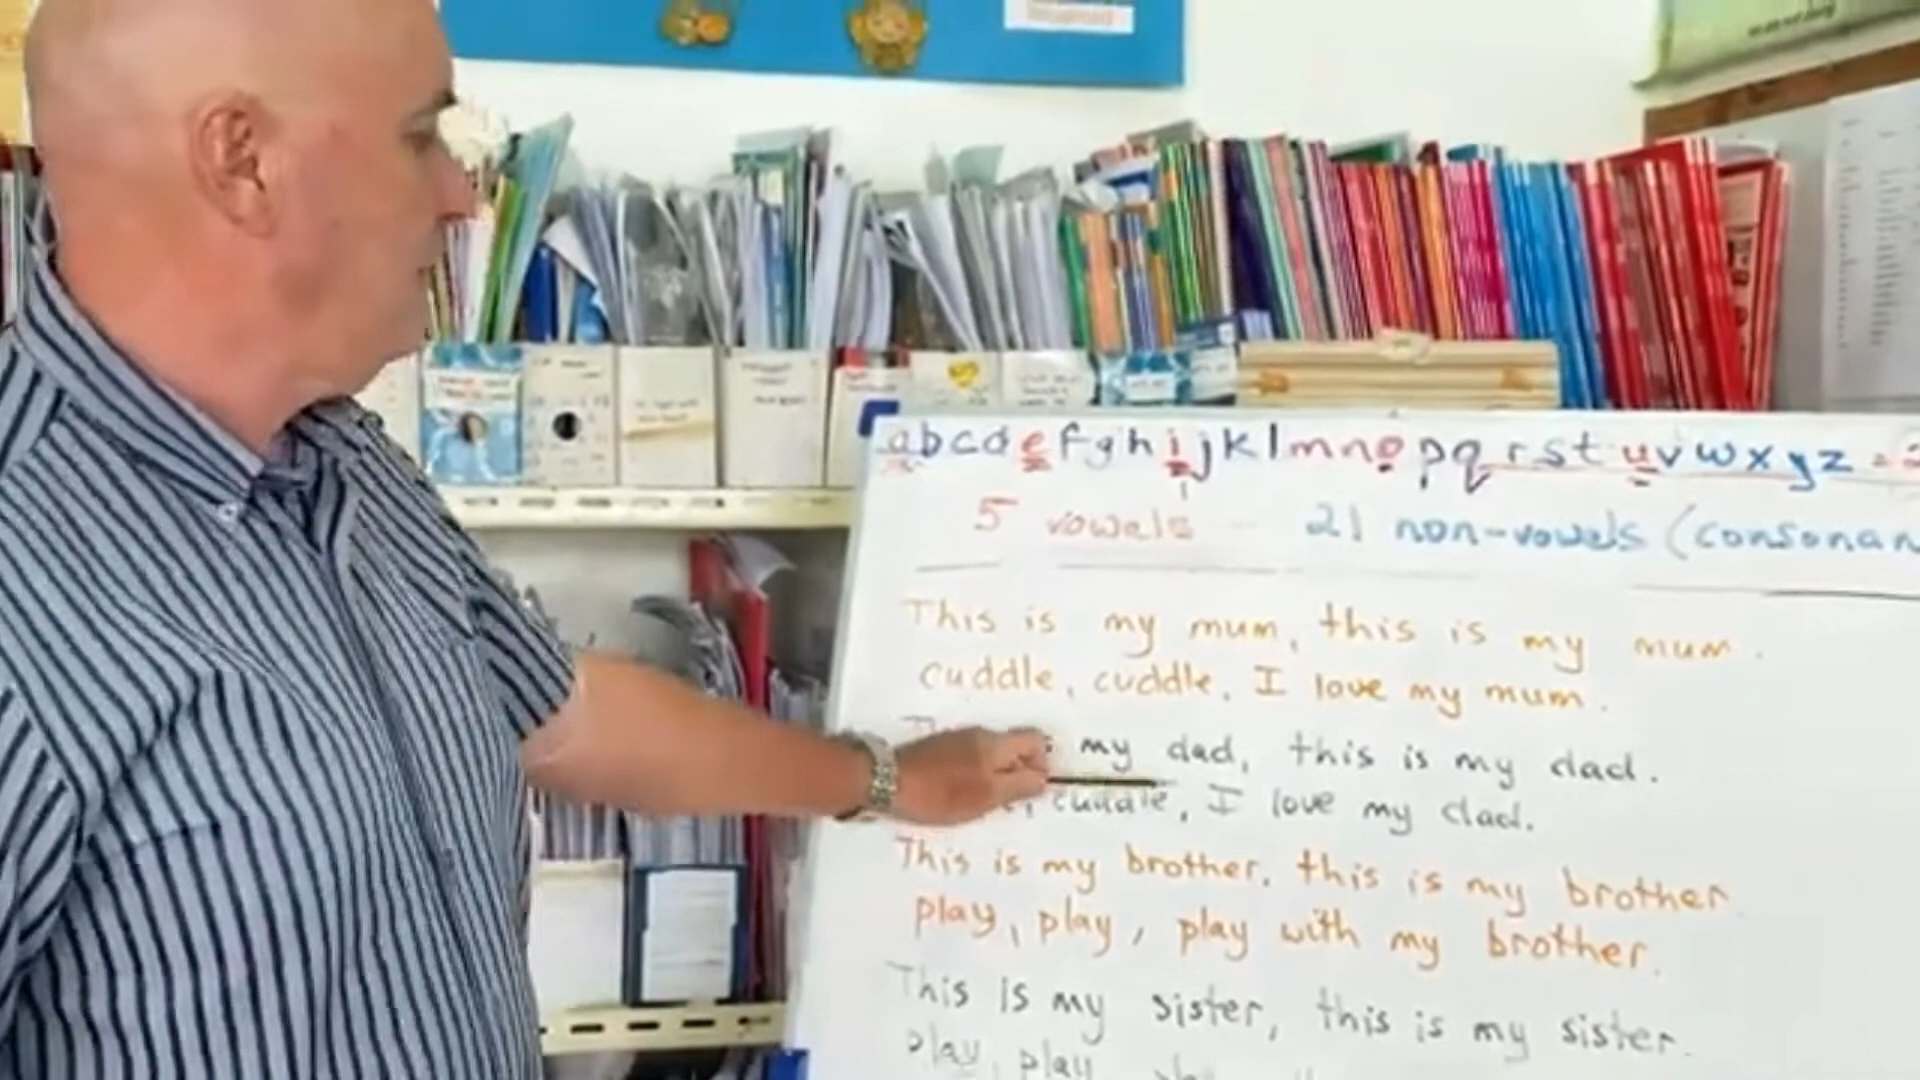 abcdefghijklmnopqrstuvwxyz
5 vowels - 21 non-vowels (consonan
This is my mum, this is my mum.
cuddle, cuddle, I love my mum.
my dad, this is my dad.
cuddle, I love my dad.
This is my brother, this is my brother
play, play, play with my brother.
This is my sister, this is my sister.
play, play